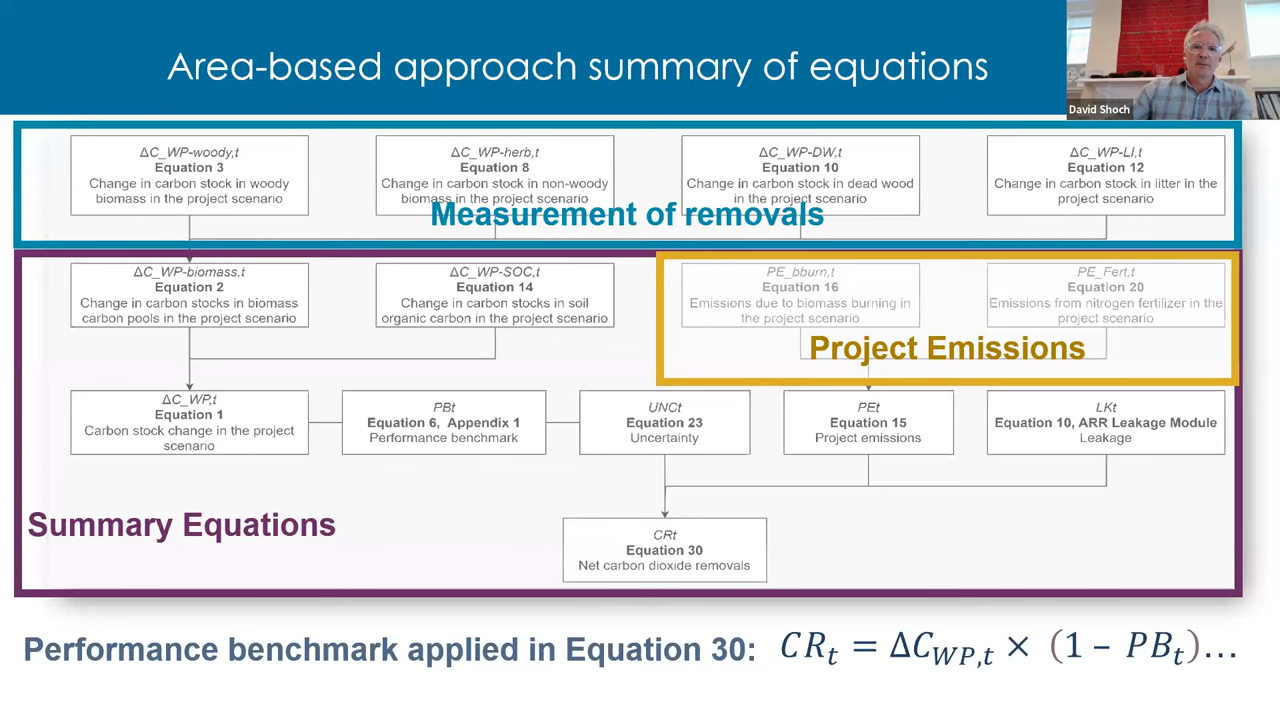 Area-based approach summary of equations
David Shoch
ΔC_WP-woody,t
Equation 3
Change in carbon stock in woody
biomass in the project scenario
ΔC_WP-herb,t
Equation 8
Change in carbon stock in non-woody
biomass in the project scenario
ΔC_WP-DW,t
Equation 10
Change in carbon stock in dead wood
in the project scenario
ΔC_WP-LI,t
Equation 12
Change in carbon stock in litter in the
project scenario
Measurement of removals
ΔC_WP-biomass,t
Equation 2
Change in carbon stocks in biomass
carbon pools in the project scenario
ΔC_WP-SOC,t
Equation 14
Change in carbon stocks in soil
organic carbon in the project scenario
PE_bburn,t
Equation 16
Emissions due to biomass burning in
the project scenario
PE_Fert,t
Equation 20
Emissions from nitrogen fertilizer in the
project scenario
Project Emissions
ΔC_WP,t
Equation 1
Carbon stock change in the project
scenario
PBt
Equation 6, Appendix 1
Performance benchmark
UNCt
Equation 23
Uncertainty
PEt
Equation 15
Project emissions
LKt
Equation 10, ARR Leakage Module
Leakage
Summary Equations
CRt
Equation 30
Net carbon dioxide removals
Performance benchmark applied in Equation 30: CR_t = ΔC_WP,t × (1 – PB_t)…